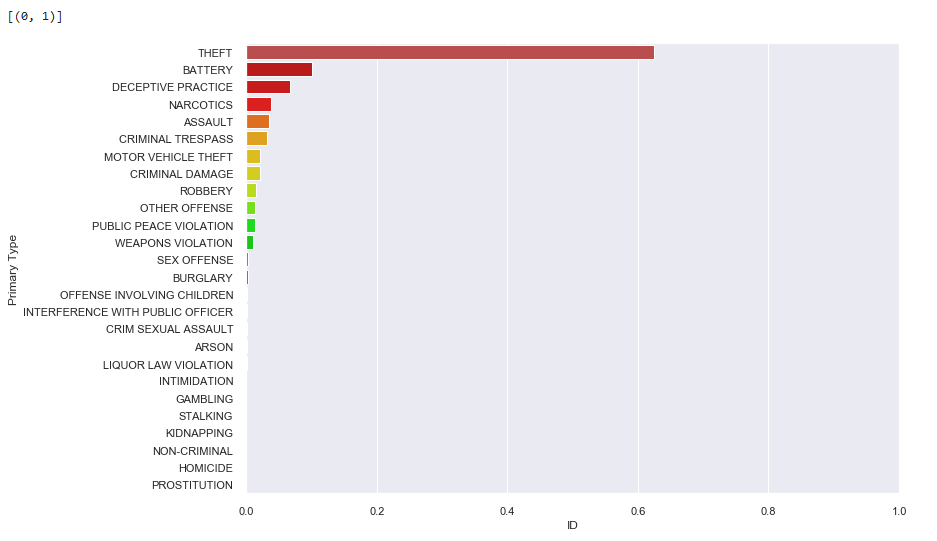 [(0, 1)]
THEFT
BATTERY
DECEPTIVE PRACTICE
NARCOTICS
ASSAULT
CRIMINAL TRESPASS
MOTOR VEHICLE THEFT
CRIMINAL DAMAGE
ROBBERY
OTHER OFFENSE
PUBLIC PEACE VIOLATION
WEAPONS VIOLATION
SEX OFFENSE
BURGLARY
OFFENSE INVOLVING CHILDREN
INTERFERENCE WITH PUBLIC OFFICER
CRIM SEXUAL ASSAULT
ARSON
LIQUOR LAW VIOLATION
INTIMIDATION
GAMBLING
STALKING
KIDNAPPING
NON-CRIMINAL
HOMICIDE
PROSTITUTION
Primary Type
0.0 0.2 0.4 0.6 0.8 1.0
ID